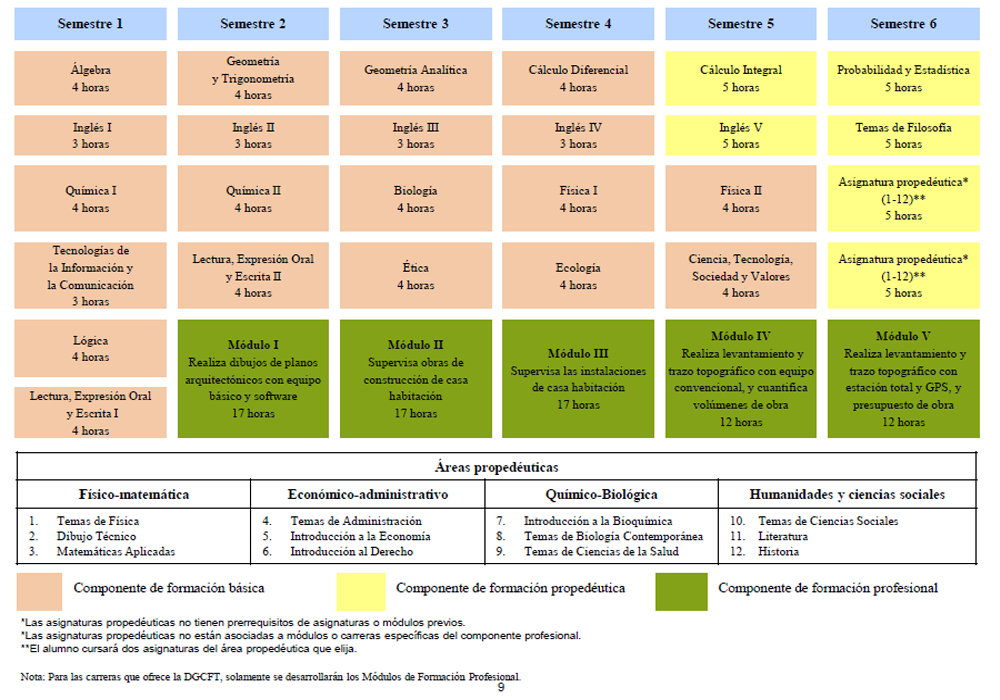 Semestre 1
Semestre 2
Semestre 3
Semestre 4
Semestre 5
Semestre 6
Álgebra
4 horas
Geometría
y Trigonometría
4 horas
Geometría Analítica
4 horas
Cálculo Diferencial
4 horas
Cálculo Integral
5 horas
Probabilidad y Estadística
5 horas
Inglés I
3 horas
Inglés II
3 horas
Inglés III
3 horas
Inglés IV
3 horas
Inglés V
5 horas
Temas de Filosofía
5 horas
Química I
4 horas
Química II
4 horas
Biología
4 horas
Física I
4 horas
Física II
4 horas
Asignatura propedéutica*
(1-12)**
5 horas
Tecnologías de
la Información y
la Comunicación
3 horas
Lectura, Expresión Oral
y Escrita II
4 horas
Ética
4 horas
Ecología
4 horas
Ciencia, Tecnología,
Sociedad y Valores
4 horas
Asignatura propedéutica*
(1-12)**
5 horas
Lógica
4 horas
Lectura, Expresión Oral
y Escrita I
4 horas
Módulo I
Realiza dibujos de planos
arquitectónicos con equipo
básico y software
17 horas
Módulo II
Supervisa obras de
construcción de casa
habitación
17 horas
Módulo III
Supervisa las instalaciones
de casa habitación
17 horas
Módulo IV
Realiza levantamiento y
trazo topográfico con equipo
convencional, y cuantifica
volúmenes de obra
12 horas
Módulo V
Realiza levantamiento y
trazo topográfico con
estación total y GPS, y
presupuesto de obra
12 horas
Áreas propedéuticas
Físico-matemática
Económico-administrativo
Químico-Biológica
Humanidades y ciencias sociales
1. Temas de Física
2. Dibujo Técnico
3. Matemáticas Aplicadas
4. Temas de Administración
5. Introducción a la Economía
6. Introducción al Derecho
7. Introducción a la Bioquímica
8. Temas de Biología Contemporánea
9. Temas de Ciencias de la Salud
10. Temas de Ciencias Sociales
11. Literatura
12. Historia
Componente de formación básica
Componente de formación propedéutica
Componente de formación profesional
*Las asignaturas propedéuticas no tienen prerrequisitos de asignaturas o módulos previos.
*Las asignaturas propedéuticas no están asociadas a módulos o carreras específicas del componente profesional.
**El alumno cursará dos asignaturas del área propedéutica que elija.
Nota: Para las carreras que ofrece la DGCFT, solamente se desarrollarán los Módulos de Formación Profesional.
9